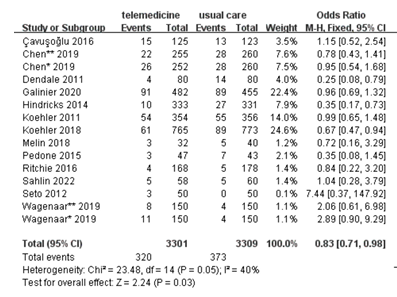 telemedicine usual care Odds Ratio
Study or Subgroup Events Total Events Total Weight M-H, Fixed, 95% CI
Çavuşoğlu 2016 15 125 13 123 3.5% 1.15 [0.52, 2.54]
Chen** 2019 22 255 28 260 7.6% 0.78 [0.43, 1.41]
Chen* 2019 26 252 28 260 7.5% 0.95 [0.54, 1.68]
Dendale 2011 4 80 14 80 4.0% 0.25 [0.08, 0.79]
Galinier 2020 91 482 89 455 22.4% 0.96 [0.69, 1.32]
Hindricks 2014 10 333 27 331 7.9% 0.35 [0.17, 0.73]
Koehler 2011 54 354 55 356 14.0% 0.99 [0.65, 1.48]
Koehler 2018 61 765 89 773 24.6% 0.67 [0.47, 0.94]
Melin 2018 3 32 5 40 1.2% 0.72 [0.16, 3.29]
Pedone 2015 3 47 7 43 2.1% 0.35 [0.08, 1.45]
Ritchie 2016 4 168 5 178 1.4% 0.84 [0.22, 3.20]
Sahlin 2022 5 58 5 60 1.4% 1.04 [0.28, 3.79]
Seto 2012 3 50 0 50 0.1% 7.44 [0.37, 147.92]
Wagenaar** 2019 8 150 4 150 1.1% 2.06 [0.61, 6.98]
Wagenaar* 2019 11 150 4 150 1.1% 2.89 [0.90, 9.29]
Total (95% CI) 3301 3309 100.0% 0.83 [0.71, 0.98]
Total events 320 373
Heterogeneity: Chi² = 23.48, df = 14 (P = 0.05); I² = 40%
Test for overall effect: Z = 2.24 (P = 0.03)